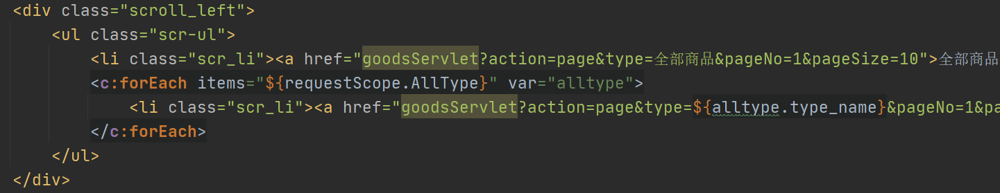 <div class="scroll_left">
<ul class="scr-ul">
<li class="scr_li"><a href="goodsServlet?action=page&type=全部商品&pageNo=1&pageSize=10">全部商品
<c:forEach items="${requestScope.AllType}" var="alltype">
<li class="scr_li"><a href="goodsServlet?action=page&type=${alltype.type_name}&pageNo=1&pa
</c:forEach>
</ul>
</div>